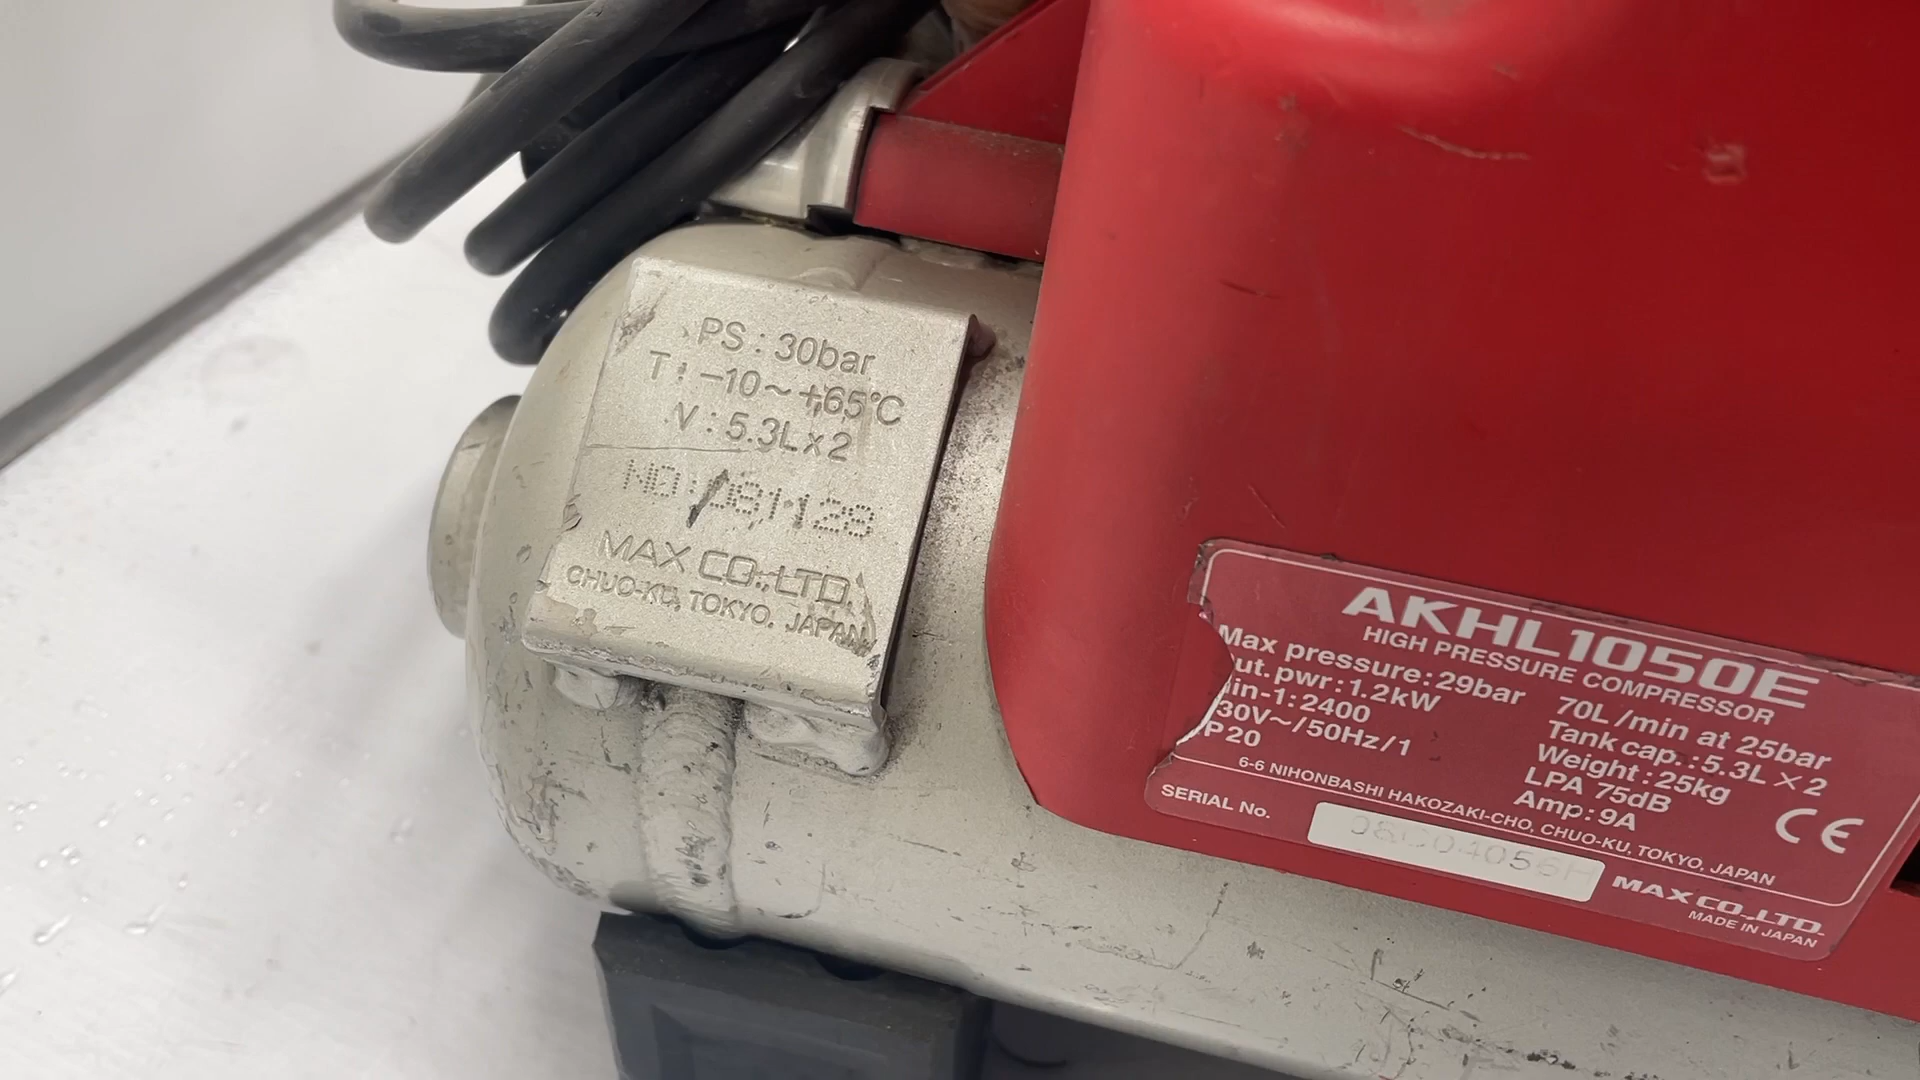 PS : 30bar
T : −10～+65℃
V : 5.3L×2
NO. 081128
MAX CO.,LTD.
CHUO-KU, TOKYO. JAPAN
AKHL1050E
HIGH PRESSURE COMPRESSOR
Max pressure:29bar
ut.pwr:1.2kW
in-1:2400
30V~/50Hz/1
P20
70L/min at 25bar
Tank cap.:5.3L×2
Weight:25kg
LPA 75dB
Amp:9A
CE
6-6 NIHONBASHI HAKOZAKI-CHO, CHUO-KU, TOKYO, JAPAN
SERIAL No.
MAX CO.,LTD.
MADE IN JAPAN